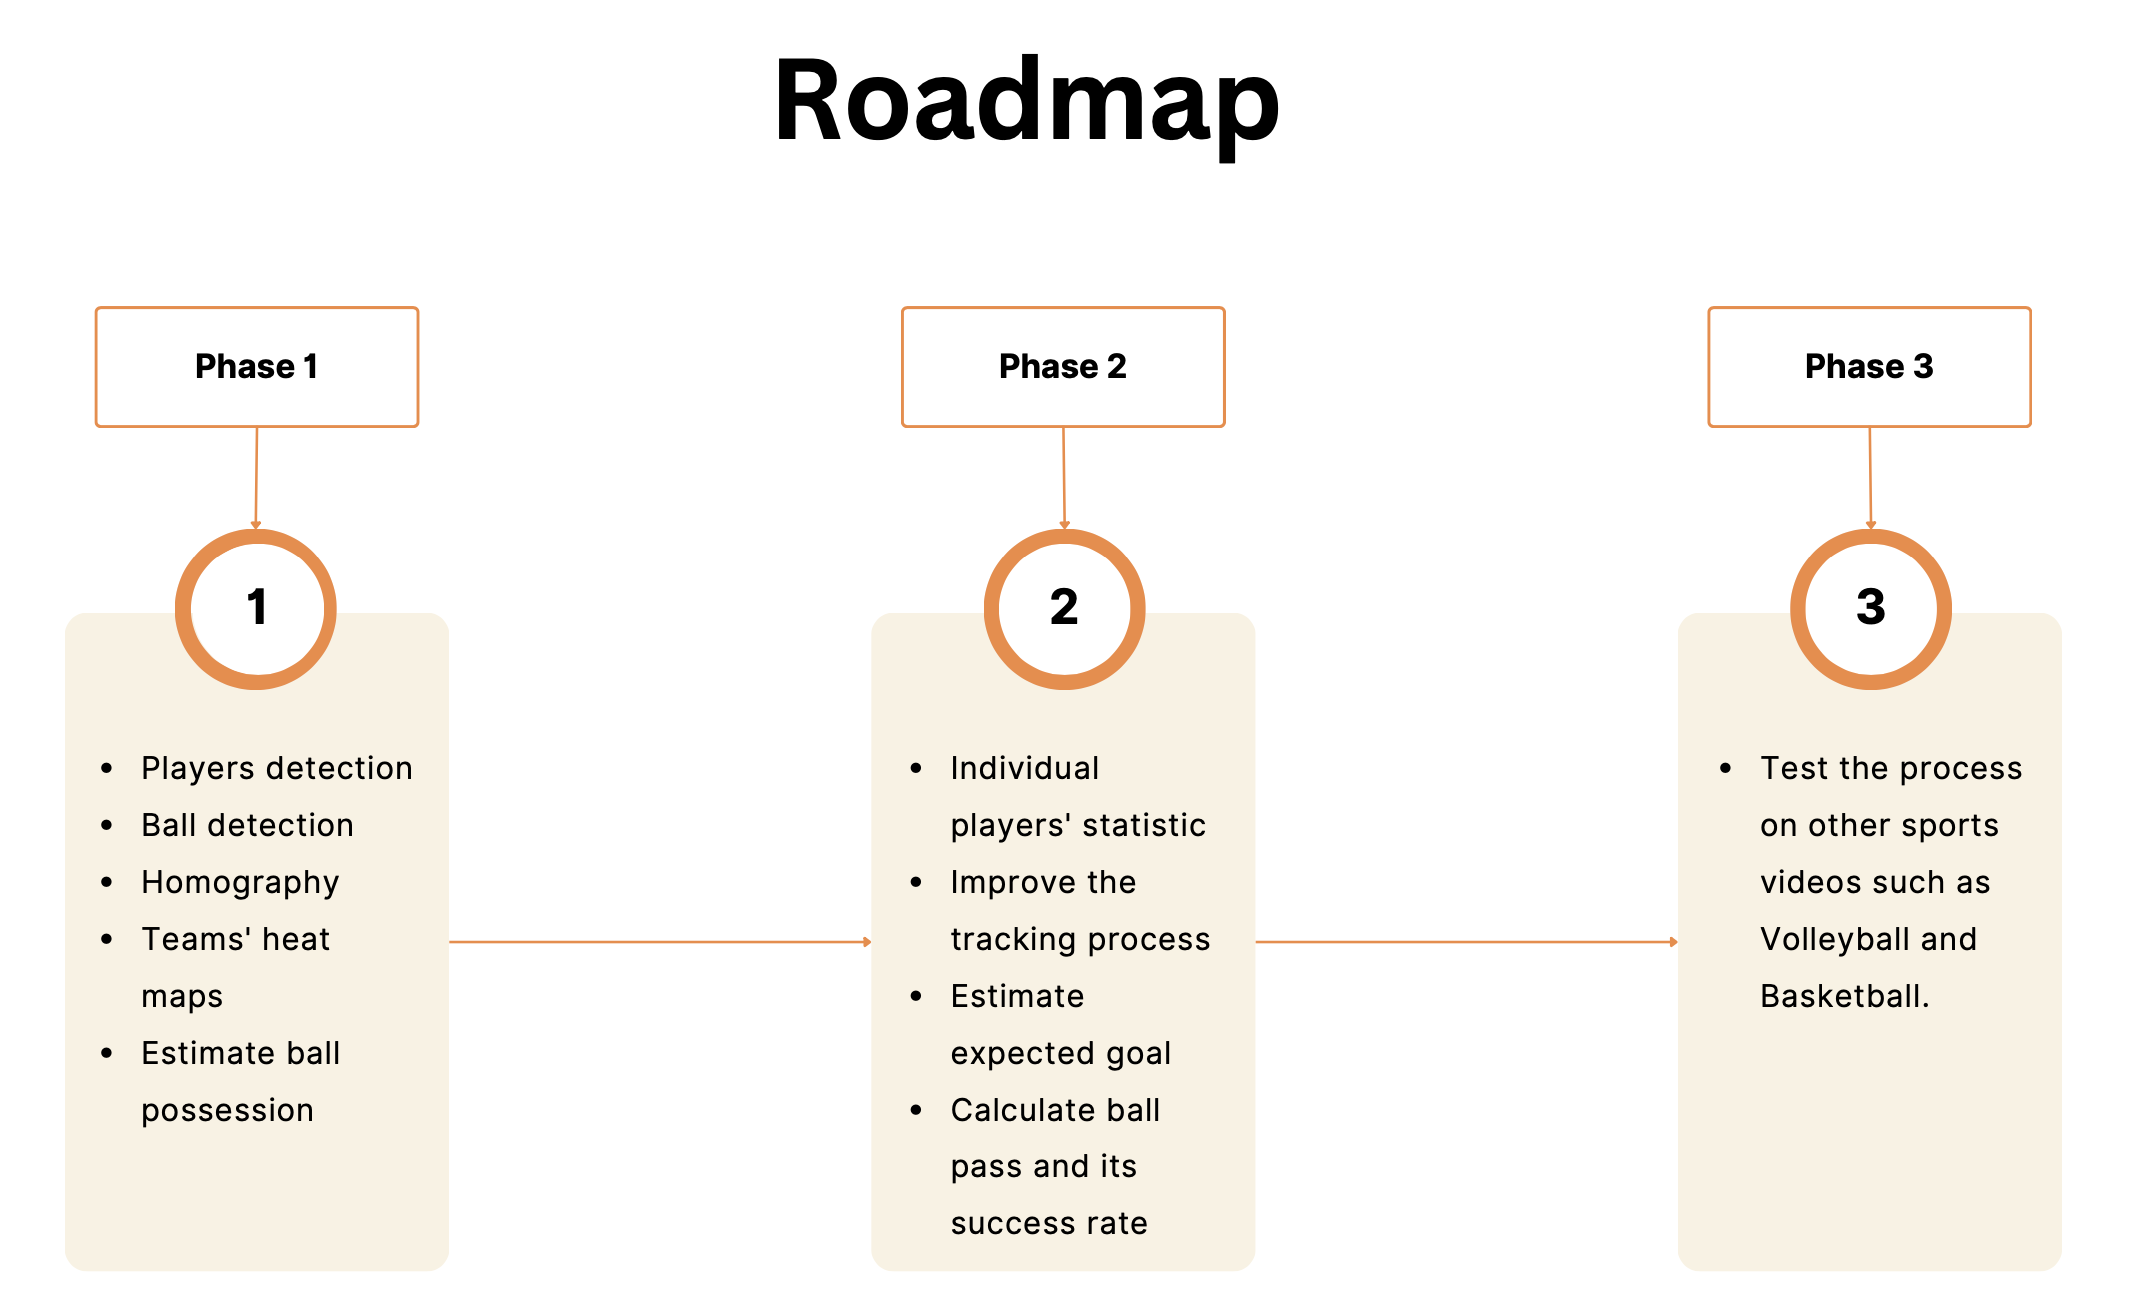 Roadmap
Phase 1
Phase 2
Phase 3
1
2
3
• Players detection
• Ball detection
• Homography
• Teams' heat
maps
• Estimate ball
possession
• Individual
players' statistic
• Improve the
tracking process
• Estimate
expected goal
• Calculate ball
pass and its
success rate
• Test the process
on other sports
videos such as
Volleyball and
Basketball.